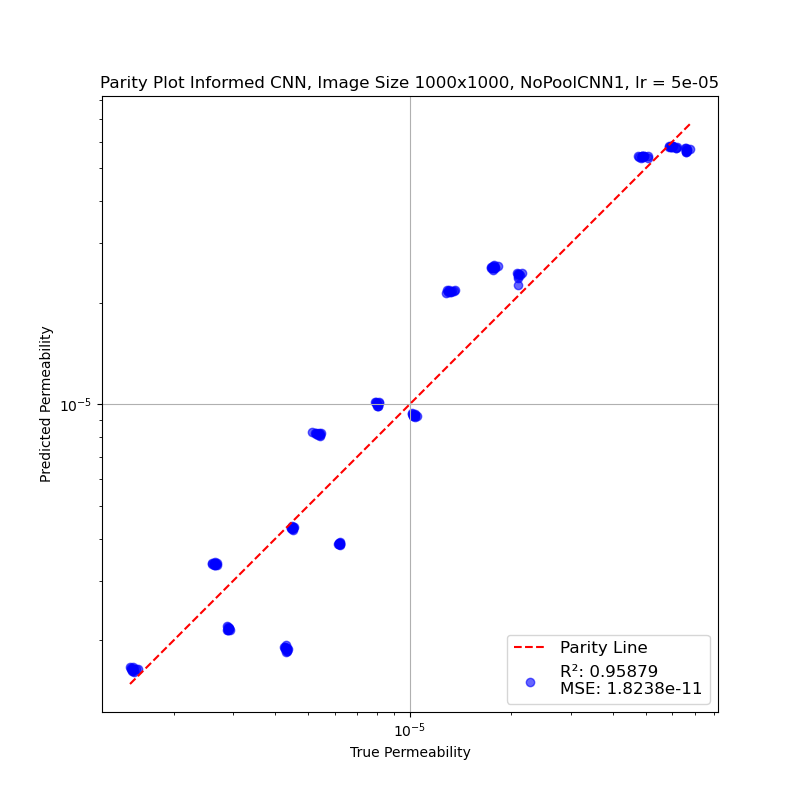 Parity Plot Informed CNN, Image Size 1000x1000, NoPoolCNN1, lr = 5e-05
Predicted Permeability
10⁻⁵
10⁻⁵
True Permeability
Parity Line
R²: 0.95879
MSE: 1.8238e-11